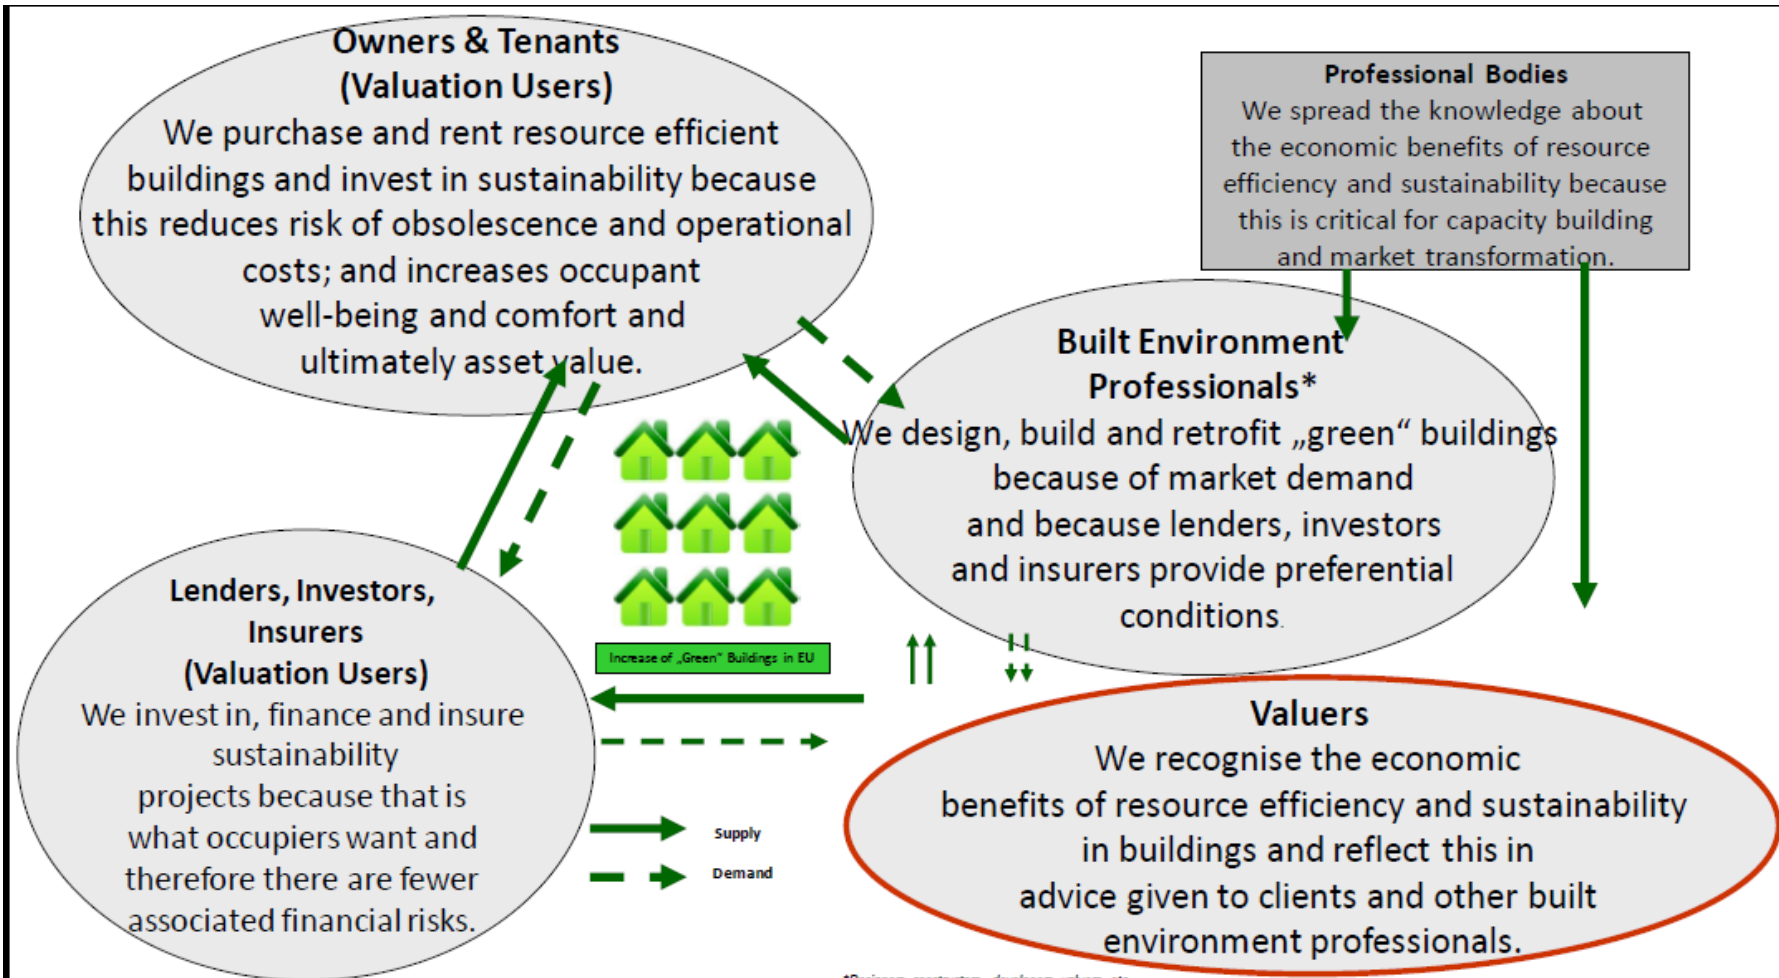 Owners & Tenants
(Valuation Users)
We purchase and rent resource efficient
buildings and invest in sustainability because
this reduces risk of obsolescence and operational
costs; and increases occupant
well-being and comfort and
ultimately asset value.
Professional Bodies
We spread the knowledge about
the economic benefits of resource
efficiency and sustainability because
this is critical for capacity building
and market transformation.
Built Environment
Professionals*
We design, build and retrofit „green“ buildings
because of market demand
and because lenders, investors
and insurers provide preferential
conditions.
Increase of „Green“ Buildings in EU
Lenders, Investors,
Insurers
(Valuation Users)
We invest in, finance and insure
sustainability
projects because that is
what occupiers want and
therefore there are fewer
associated financial risks.
Supply
Demand
Valuers
We recognise the economic
benefits of resource efficiency and sustainability
in buildings and reflect this in
advice given to clients and other built
environment professionals.